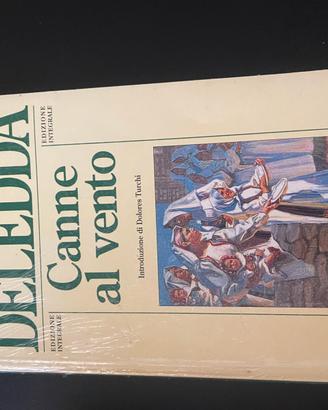 DELEDDA
EDIZIONE
INTEGRALE
EDIZIONE
INTEGRALE
Canne
al vento
Introduzione di Dolores Turchi